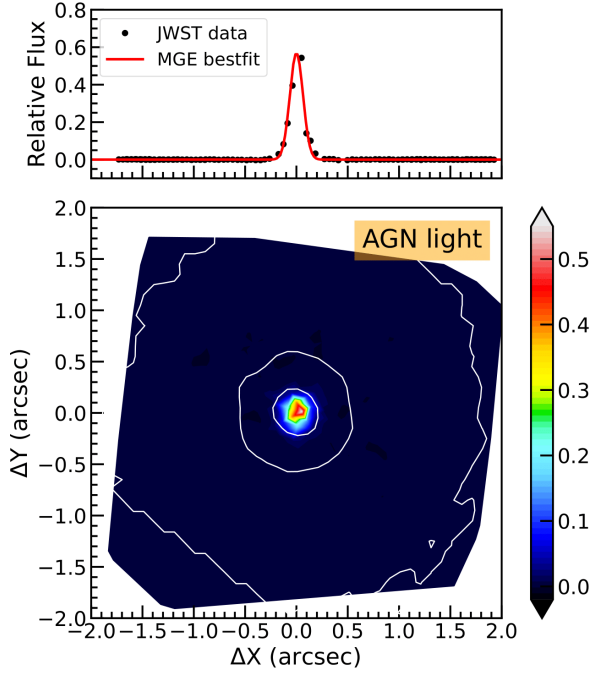 0.8
0.6
0.4
0.2
0.0
Relative Flux
JWST data
MGE bestfit
AGN light
2.0
1.5
1.0
0.5
0.0
−0.5
−1.0
−1.5
−2.0
ΔY (arcsec)
−2.0 −1.5 −1.0 −0.5 0.0 0.5 1.0 1.5 2.0
ΔX (arcsec)
0.5
0.4
0.3
0.2
0.1
0.0